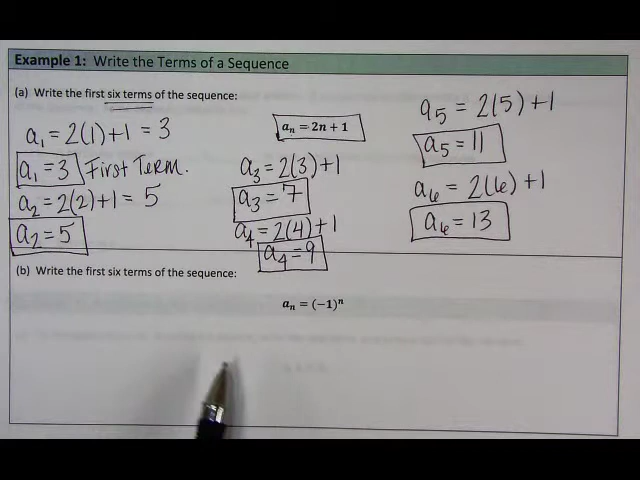 Example 1: Write the Terms of a Sequence
(a) Write the first six terms of the sequence:
aₙ = 2n + 1
a₁ = 2(1)+1 = 3
a₁ = 3 First Term.
a₂ = 2(2)+1 = 5
a₂ = 5
a₃ = 2(3)+1
a₃ = 7
a₄ = 2(4)+1
a₄ = 9
a₅ = 2(5)+1
a₅ = 11
a₆ = 2(6)+1
a₆ = 13
(b) Write the first six terms of the sequence:
aₙ = (−1)ⁿ